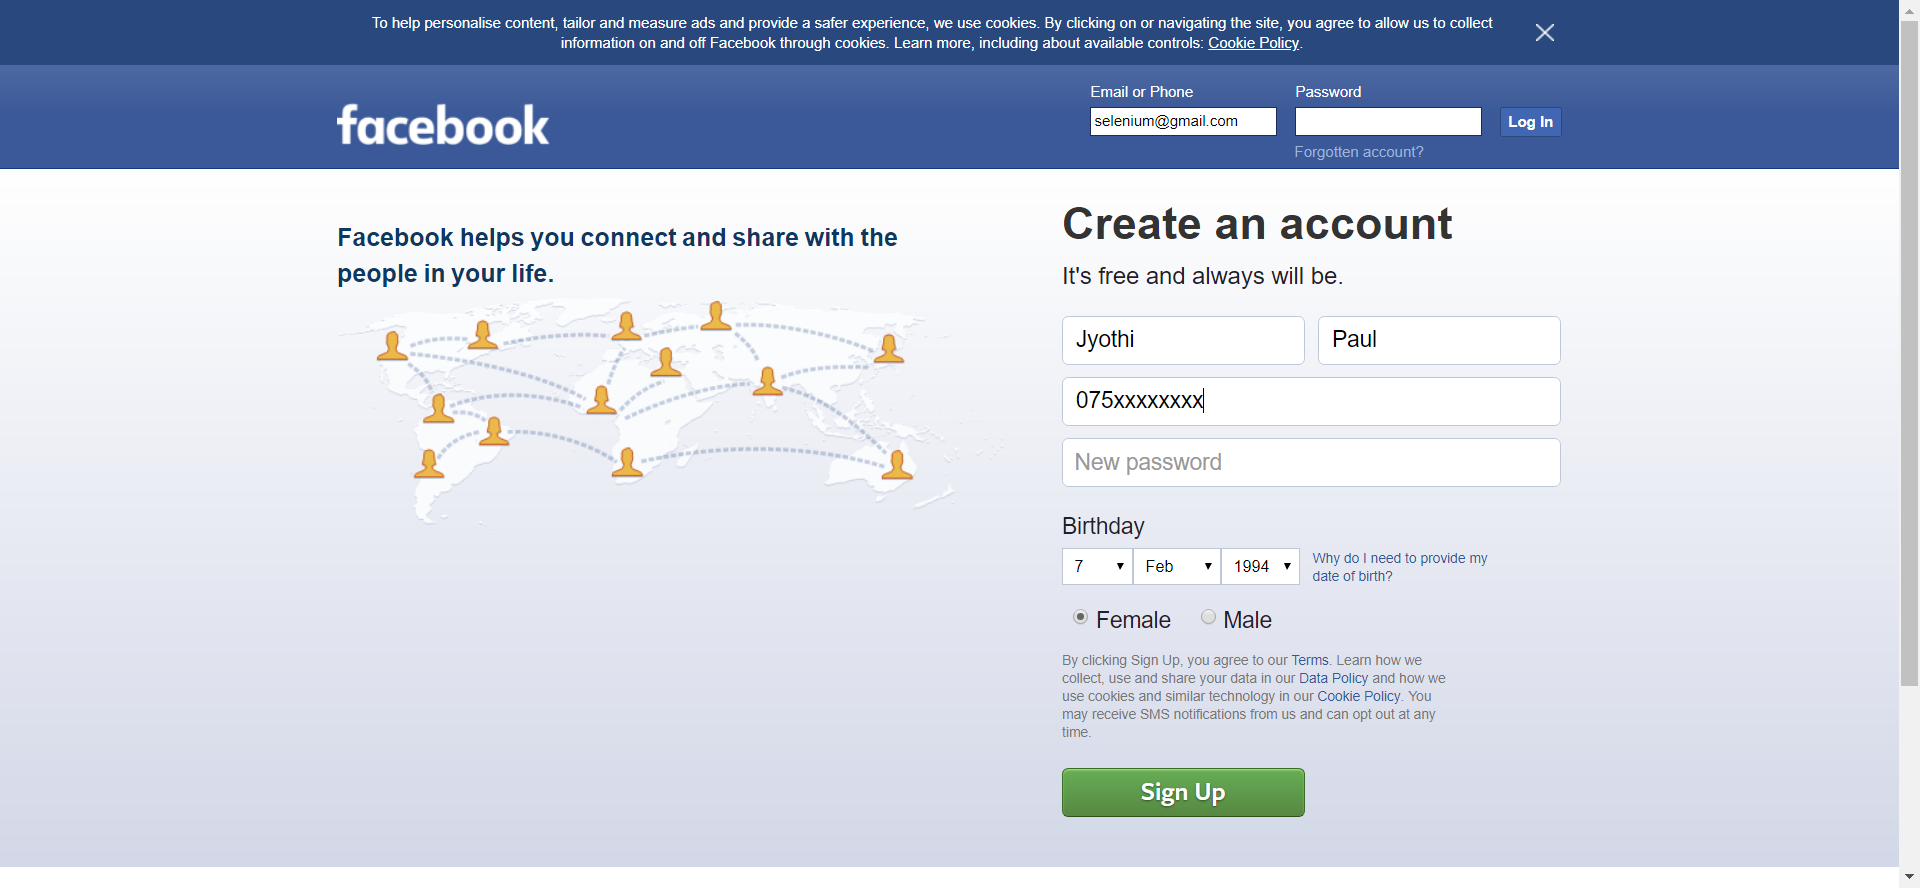 To help personalise content, tailor and measure ads and provide a safer experience, we use cookies. By clicking on or navigating the site, you agree to allow us to collect
information on and off Facebook through cookies. Learn more, including about available controls: Cookie Policy.
facebook
Email or Phone
Password
selenium@gmail.com
Log In
Forgotten account?
Facebook helps you connect and share with the
people in your life.
Create an account
It's free and always will be.
Jyothi
Paul
075xxxxxxxx
New password
Birthday
7
Feb
1994
Why do I need to provide my
date of birth?
Female
Male
By clicking Sign Up, you agree to our Terms. Learn how we
collect, use and share your data in our Data Policy and how we
use cookies and similar technology in our Cookie Policy. You
may receive SMS notifications from us and can opt out at any
time.
Sign Up